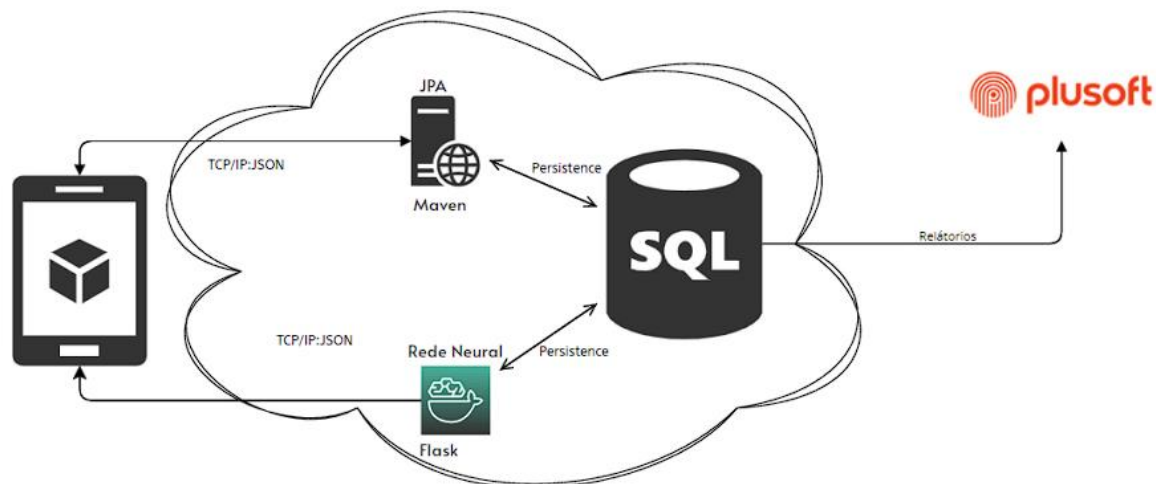 JPA
plusoft
TCP/IP:JSON
Persistence
Maven
SQL
Relátorios
TCP/IP:JSON
Rede Neural
Persistence
Flask